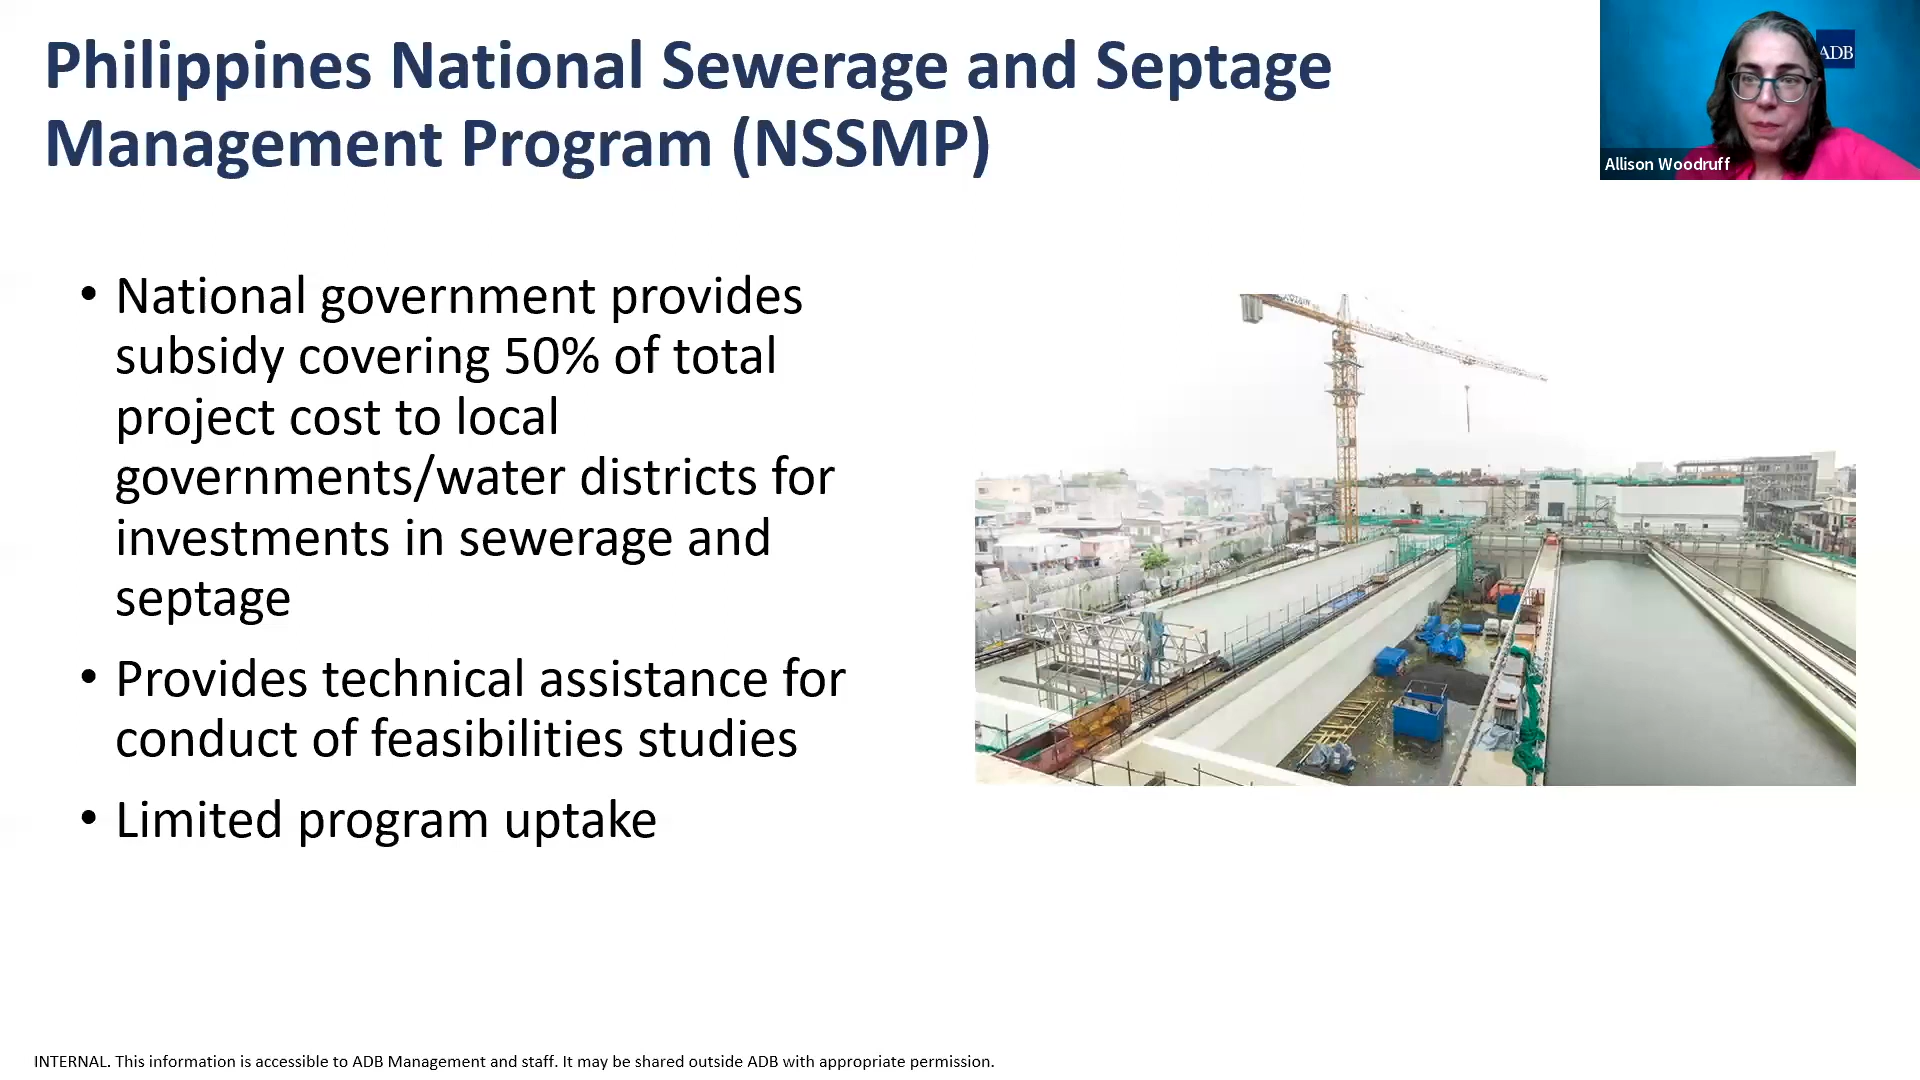 Philippines National Sewerage and Septage
Management Program (NSSMP)
ADB
Allison Woodruff
• National government provides
subsidy covering 50% of total
project cost to local
governments/water districts for
investments in sewerage and
septage
• Provides technical assistance for
conduct of feasibilities studies
• Limited program uptake
INTERNAL. This information is accessible to ADB Management and staff. It may be shared outside ADB with appropriate permission.